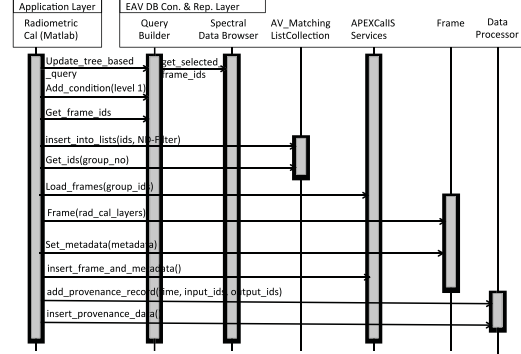 Application Layer
EAV DB Con. & Rep. Layer
Radiometric
Cal (Matlab)
Query
Builder
Spectral
Data Browser
AV_Matching
ListCollection
APEXCalIS
Services
Frame
Data
Processor
Update_tree_based
_query
get_selected_
frame_ids
Add_condition(level 1)
Get_frame_ids
insert_into_lists(ids, ND-Filter)
Get_ids(group_no)
Load_frames(group_ids)
Frame(rad_cal_layers)
Set_metadata(metadata)
insert_frame_and_metadata()
add_provenance_record(time, input_ids, output_ids)
insert_provenance_data()